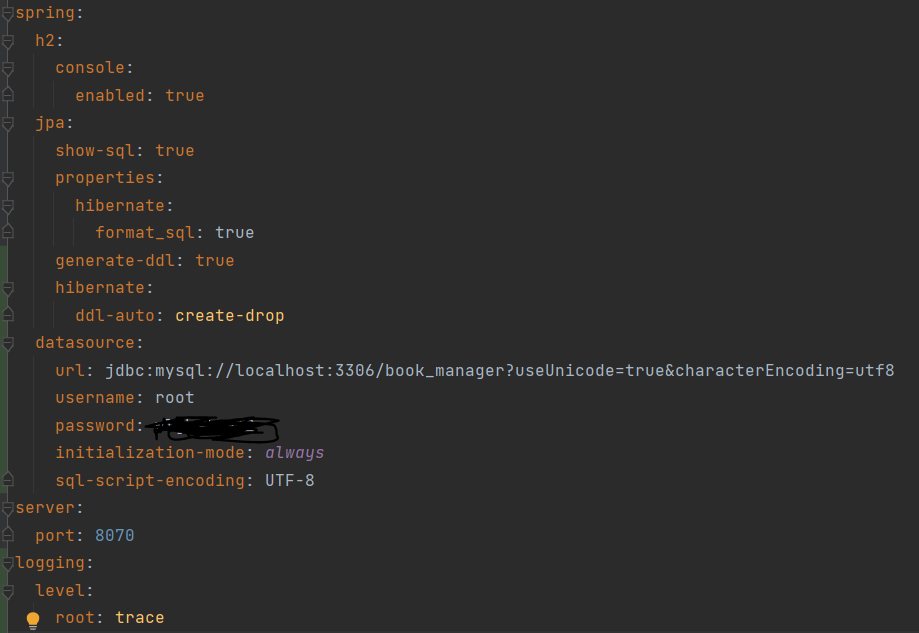 spring:
  h2:
    console:
      enabled: true
  jpa:
    show-sql: true
    properties:
      hibernate:
        format_sql: true
    generate-ddl: true
    hibernate:
      ddl-auto: create-drop
  datasource:
    url: jdbc:mysql://localhost:3306/book_manager?useUnicode=true&characterEncoding=utf8
    username: root
    password:
    initialization-mode: always
    sql-script-encoding: UTF-8
server:
  port: 8070
logging:
  level:
    root: trace